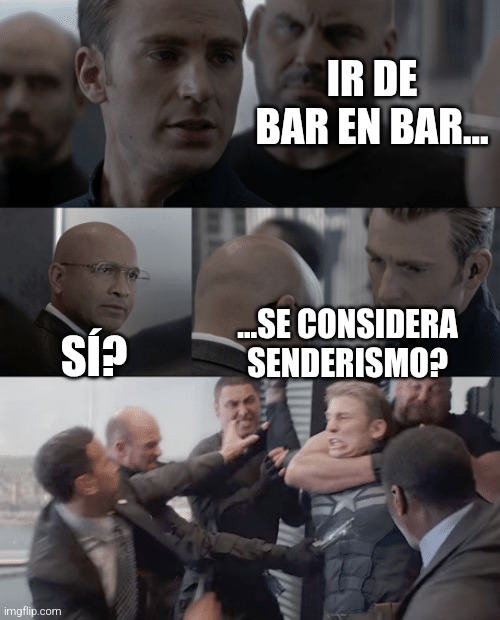 IR DE
BAR EN BAR...
SÍ?
...SE CONSIDERA
SENDERISMO?
imgflip.com